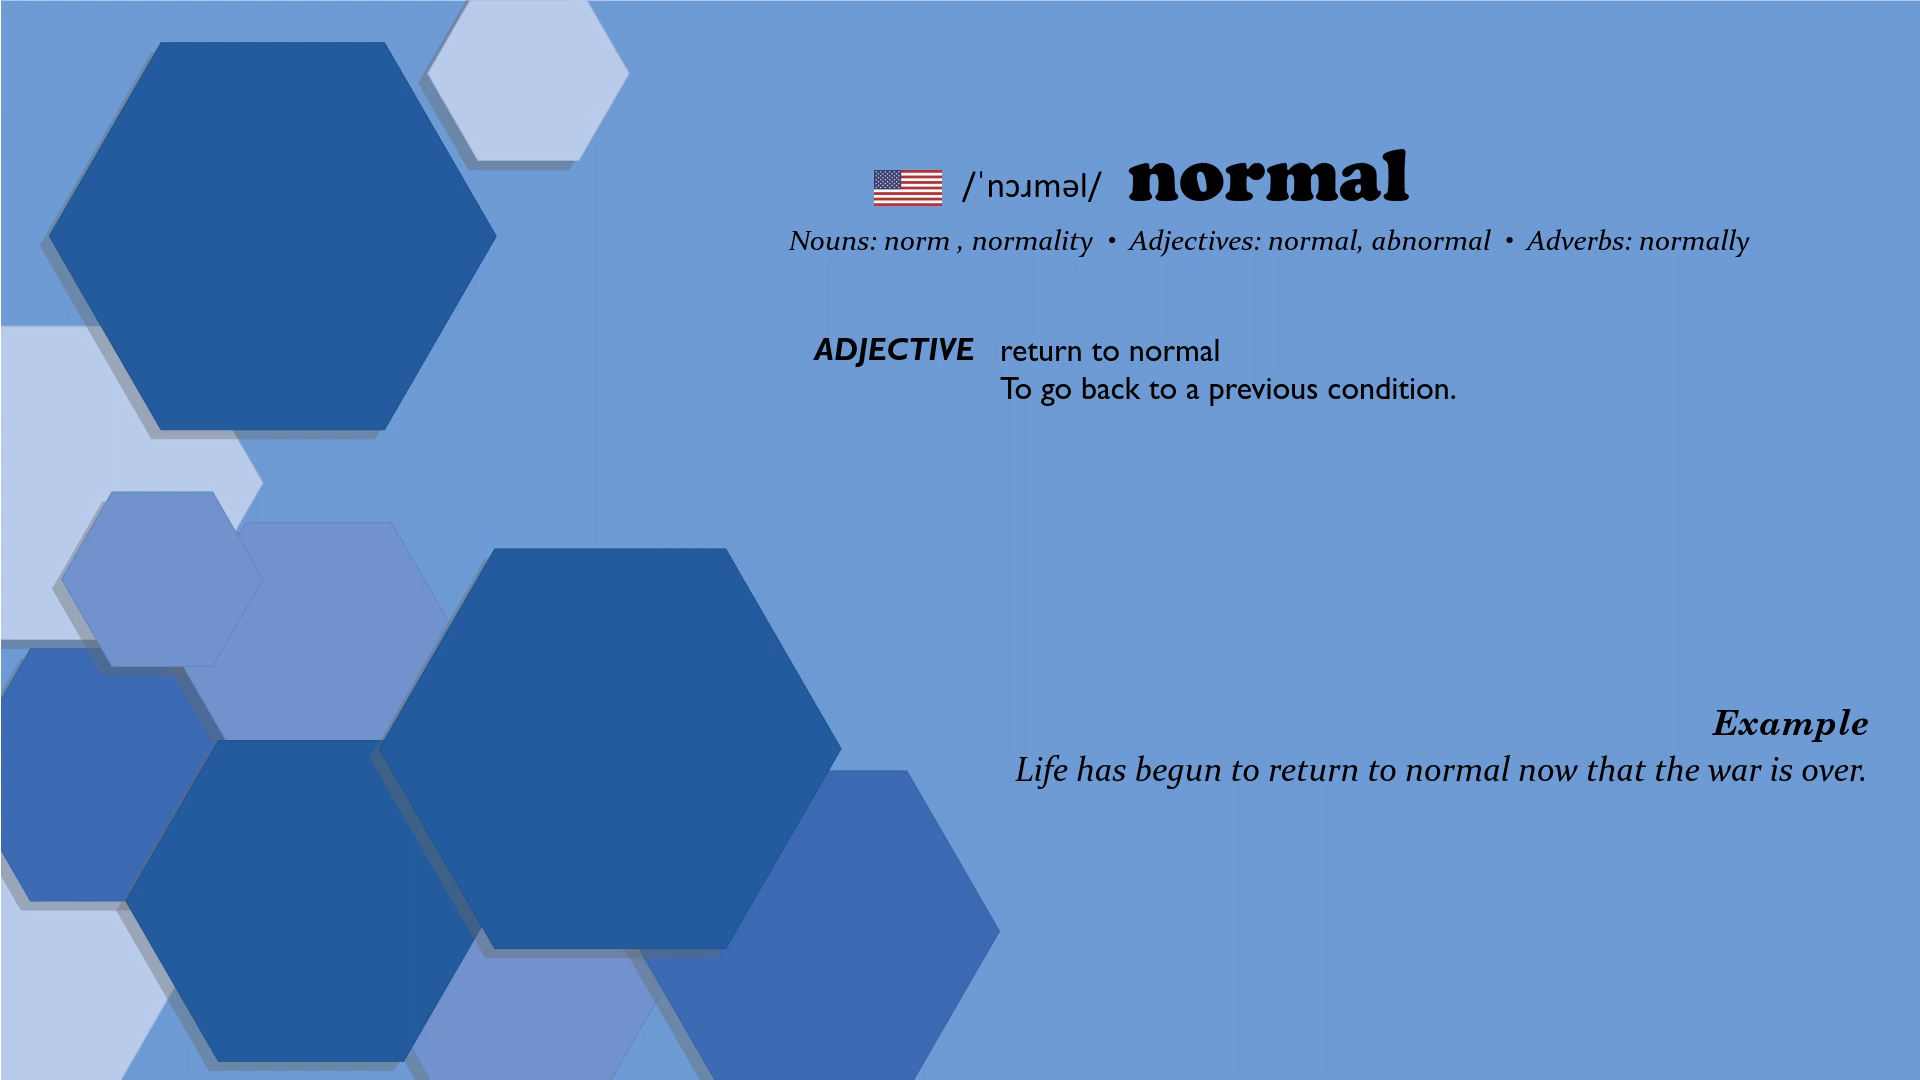 /ˈnɔɹməl/ normal
Nouns: norm , normality • Adjectives: normal, abnormal • Adverbs: normally
ADJECTIVE return to normal
To go back to a previous condition.
Example
Life has begun to return to normal now that the war is over.